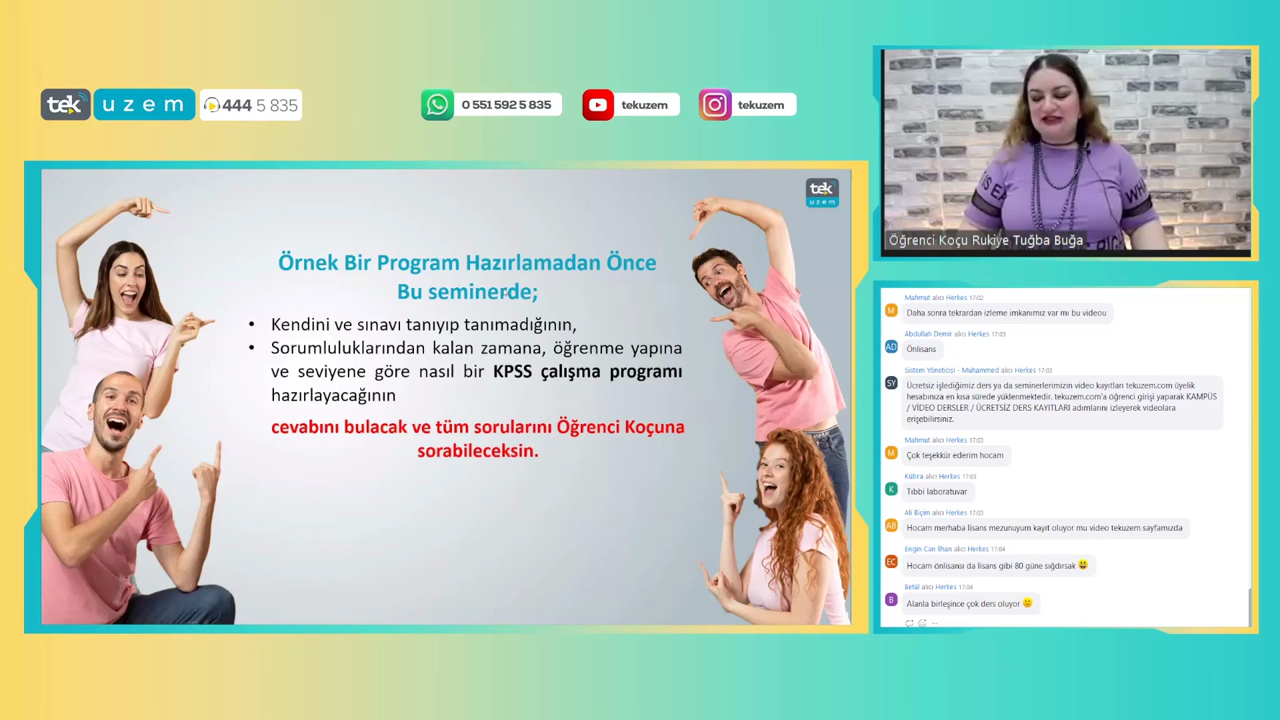 tek
uzem
444 5 835
0 551 592 5 835
tekuzem
tekuzem
tek
uzem
Örnek Bir Program Hazırlamadan Önce
Bu seminerde;
• Kendini ve sınavı tanıyıp tanımadığının,
• Sorumluluklarından kalan zamana, öğrenme yapına
ve seviyene göre nasıl bir KPSS çalışma programı
hazırlayacağının
cevabını bulacak ve tüm sorularını Öğrenci Koçuna
sorabileceksin.
Öğrenci Koçu Rukiye Tuğba Buğa
Mahmut alıcı Herkes 17:02
M
Daha sonra tekrardan izleme imkanımız var mı bu videou
Abdullah Demir alıcı Herkes 17:03
AD
Önlisans
Sistem Yöneticisi - Muhammed alıcı Herkes 17:03
SY
Ücretsiz işlediğimiz ders ya da seminerlerimizin video kayıtları tekuzem.com üyelik
hesabınıza en kısa sürede yüklenmektedir. tekuzem.com'a öğrenci girişi yaparak KAMPÜS
/ VİDEO DERSLER / ÜCRETSİZ DERS KAYITLARI adımlarını izleyerek videolara
erişebilirsiniz.
Mahmut alıcı Herkes 17:03
M
Çok teşekkür ederim hocam
Kübra alıcı Herkes 17:03
K
Tıbbi laboratuvar
Ali Biçim alıcı Herkes 17:03
AB
Hocam merhaba lisans mezunuyum kayıt oluyor mu video tekuzem sayfamızda
Engin Can İlhan alıcı Herkes 17:04
EC
Hocam önlisansı da lisans gibi 80 güne sığdırsak 😃
Betül alıcı Herkes 17:04
B
Alanla birleşince çok ders oluyor 🙁